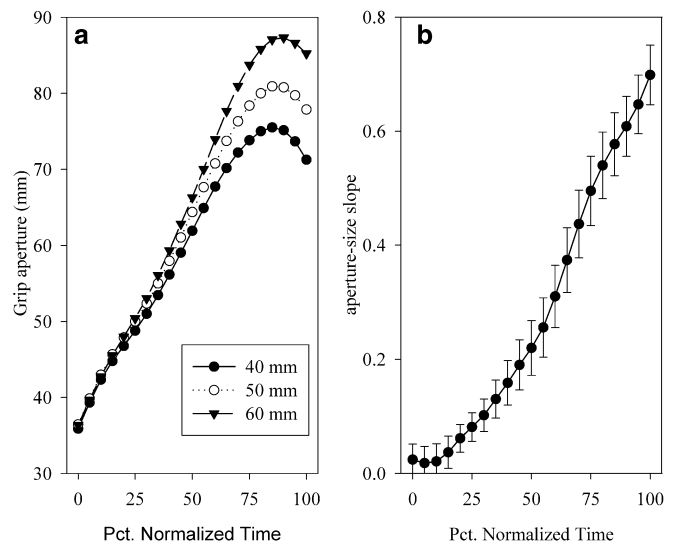 a
90
80
70
60
50
40
30
Grip aperture (mm)
40 mm
50 mm
60 mm
0 25 50 75 100
Pct. Normalized Time
b
0.8
0.6
0.4
0.2
0.0
aperture-size slope
0 25 50 75 100
Pct. Normalized Time